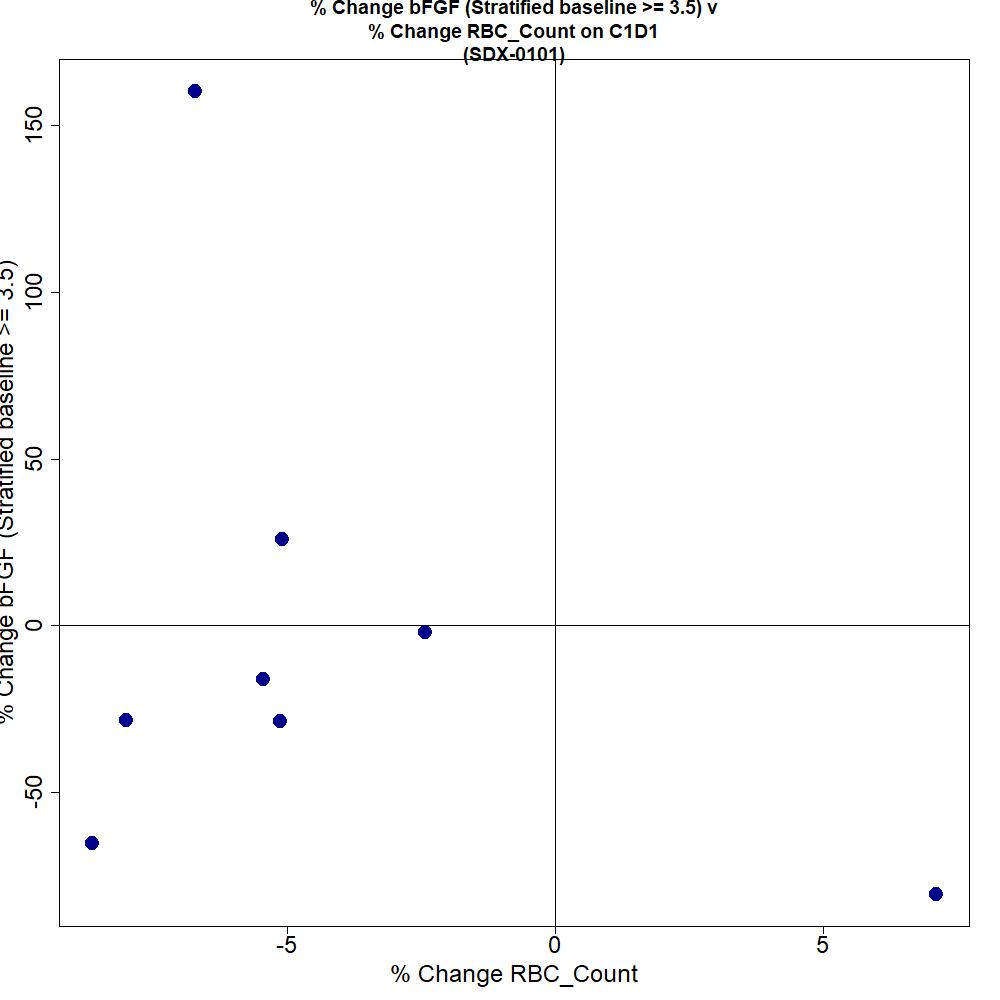 % Change bFGF (Stratified baseline >= 3.5) v
% Change RBC_Count on C1D1
(SDX-0101)
% Change bFGF (Stratified baseline >= 3.5)
150
100
50
0
-50
-5 0 5
% Change RBC_Count